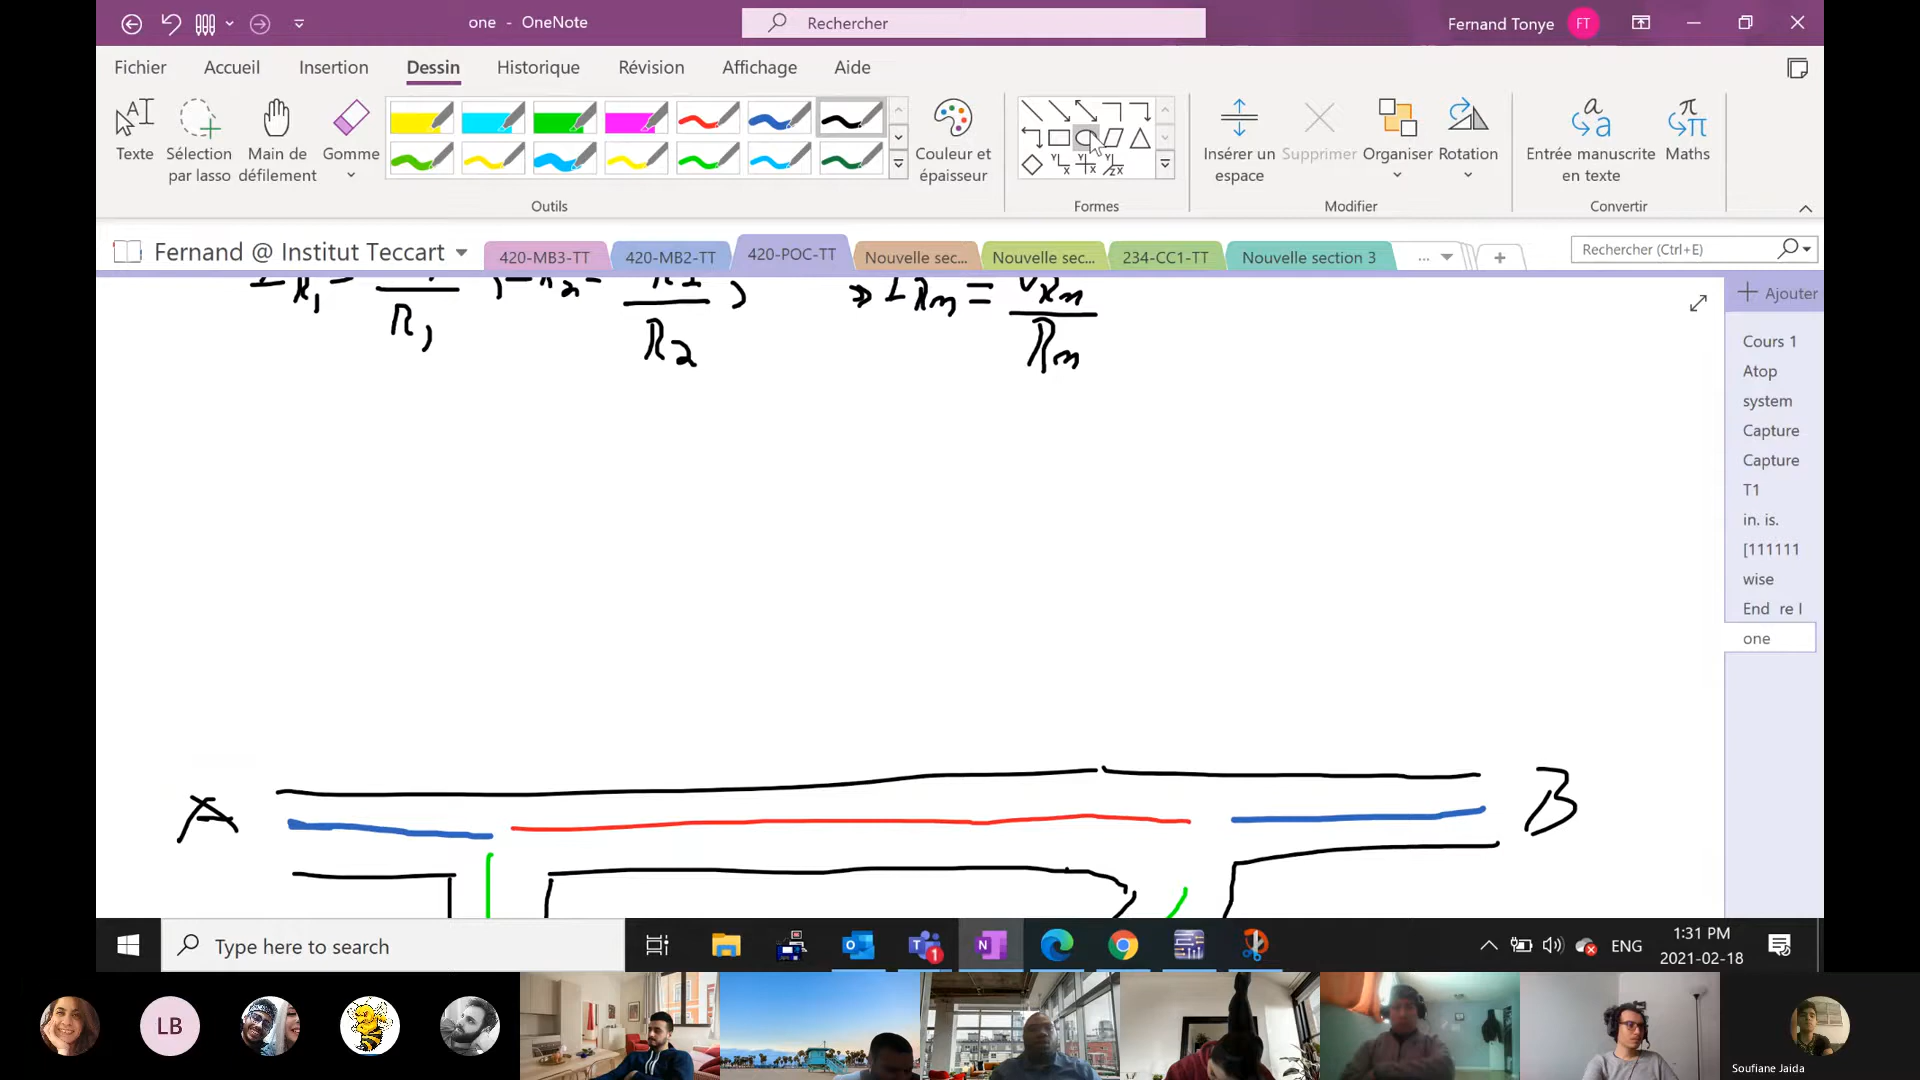 one - OneNote
Rechercher
Fernand Tonye FT
Fichier Accueil Insertion Dessin Historique Révision Affichage Aide
Texte
Sélection par lasso
Main de défilement
Gomme
Couleur et épaisseur
Insérer un espace
Supprimer
Organiser
Rotation
Entrée manuscrite en texte
Maths
Outils
Formes
Modifier
Convertir
Fernand @ Institut Teccart
420-MB3-TT
420-MB2-TT
420-POC-TT
Nouvelle sec...
Nouvelle sec...
234-CC1-TT
Nouvelle section 3
...
Rechercher (Ctrl+E)
Ajouter
Cours 1
Atop
system
Capture
Capture
T1
in. is.
[111111
wise
End re I
one
R1
R2
Rn
A
B
Type here to search
1
ENG
1:31 PM
2021-02-18
LB
Soufiane Jaida